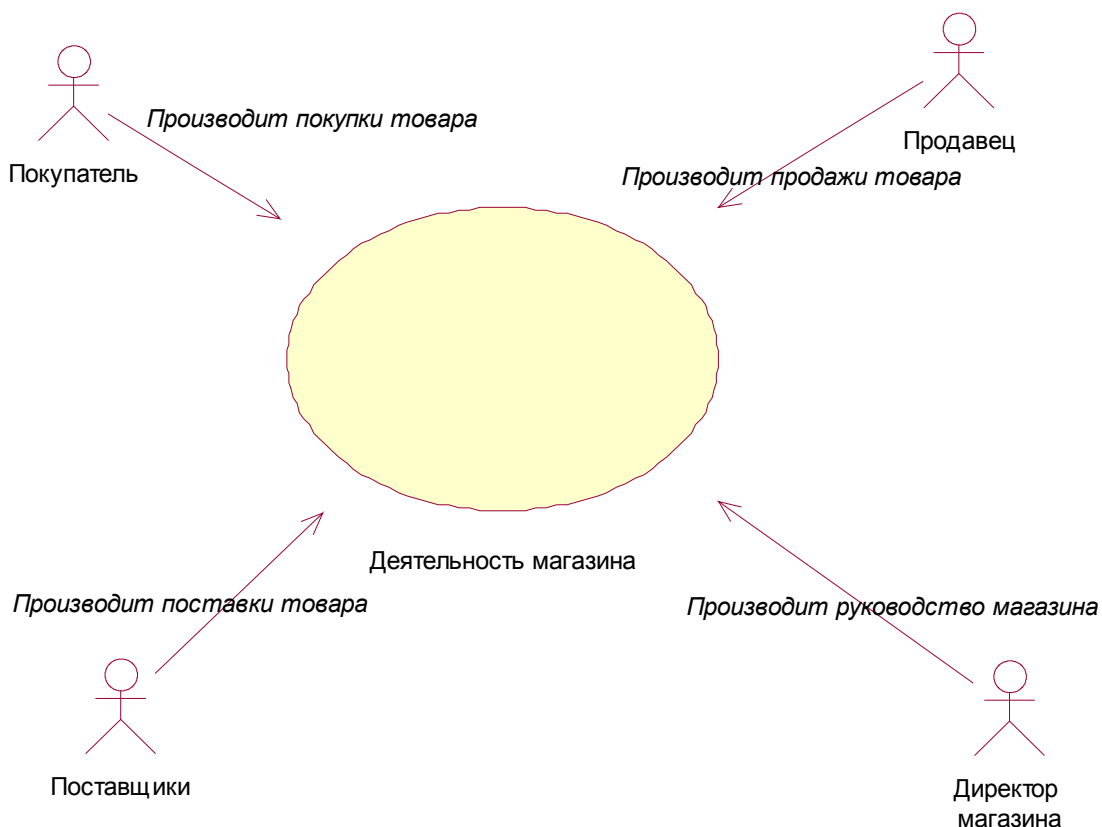 Производит покупки товара
Покупатель
Продавец
Производит продажи товара
Деятельность магазина
Производит поставки товара
Производит руководство магазина
Поставщики
Директор
магазина